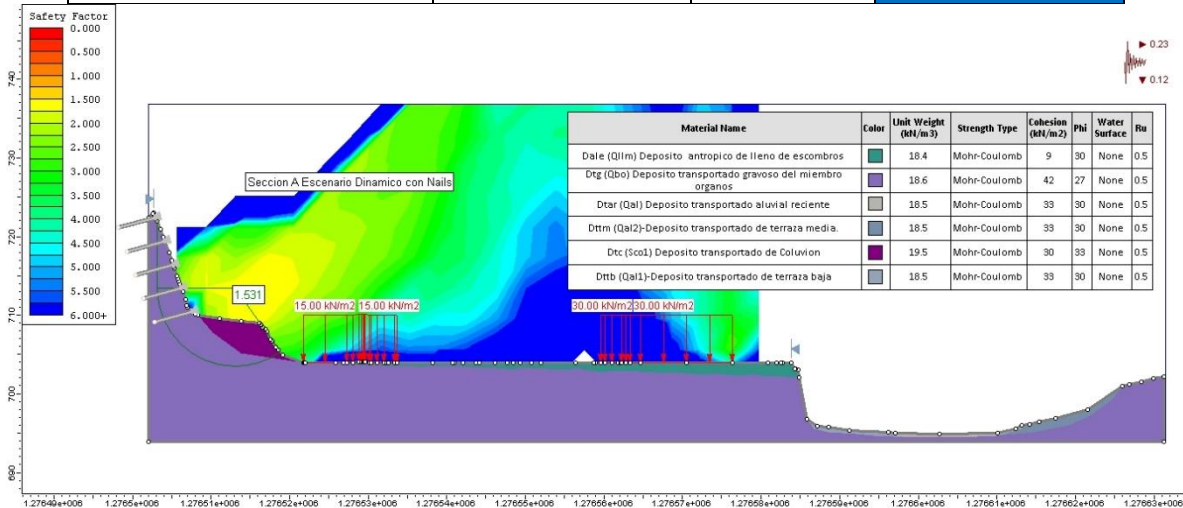 Safety Factor
0.000
0.500
1.000
1.500
2.000
2.500
3.000
3.500
4.000
4.500
5.000
5.500
6.000+
0.23
0.12
740
730
720
710
700
690
Material Name Color Unit Weight (kN/m3) Strength Type Cohesion (kN/m2) Phi Water Surface Ru
Dale (Qllm) Deposito antropico de lleno de escombros 18.4 Mohr-Coulomb 9 30 None 0.5
Dtg (Qbo) Deposito transportado gravoso del miembro organos 18.6 Mohr-Coulomb 42 27 None 0.5
Dtar (Qal) Deposito transportado aluvial reciente 18.5 Mohr-Coulomb 33 30 None 0.5
Dttm (Qal2)-Deposito transportado de terraza media. 18.5 Mohr-Coulomb 33 30 None 0.5
Dtc (Sco1) Deposito transportado de Coluvion 19.5 Mohr-Coulomb 30 33 None 0.5
Dttb (Qal1)-Deposito transportado de terraza baja 18.5 Mohr-Coulomb 33 30 None 0.5
Seccion A Escenario Dinamico con Nails
1.531
15.00 kN/m2 15.00 kN/m2
30.00 kN/m2 30.00 kN/m2
1.27649e+006 1.2765e+006 1.27651e+006 1.27652e+006 1.27653e+006 1.27654e+006 1.27655e+006 1.27656e+006 1.27657e+006 1.27658e+006 1.27659e+006 1.2766e+006 1.27661e+006 1.27662e+006 1.27663e+006